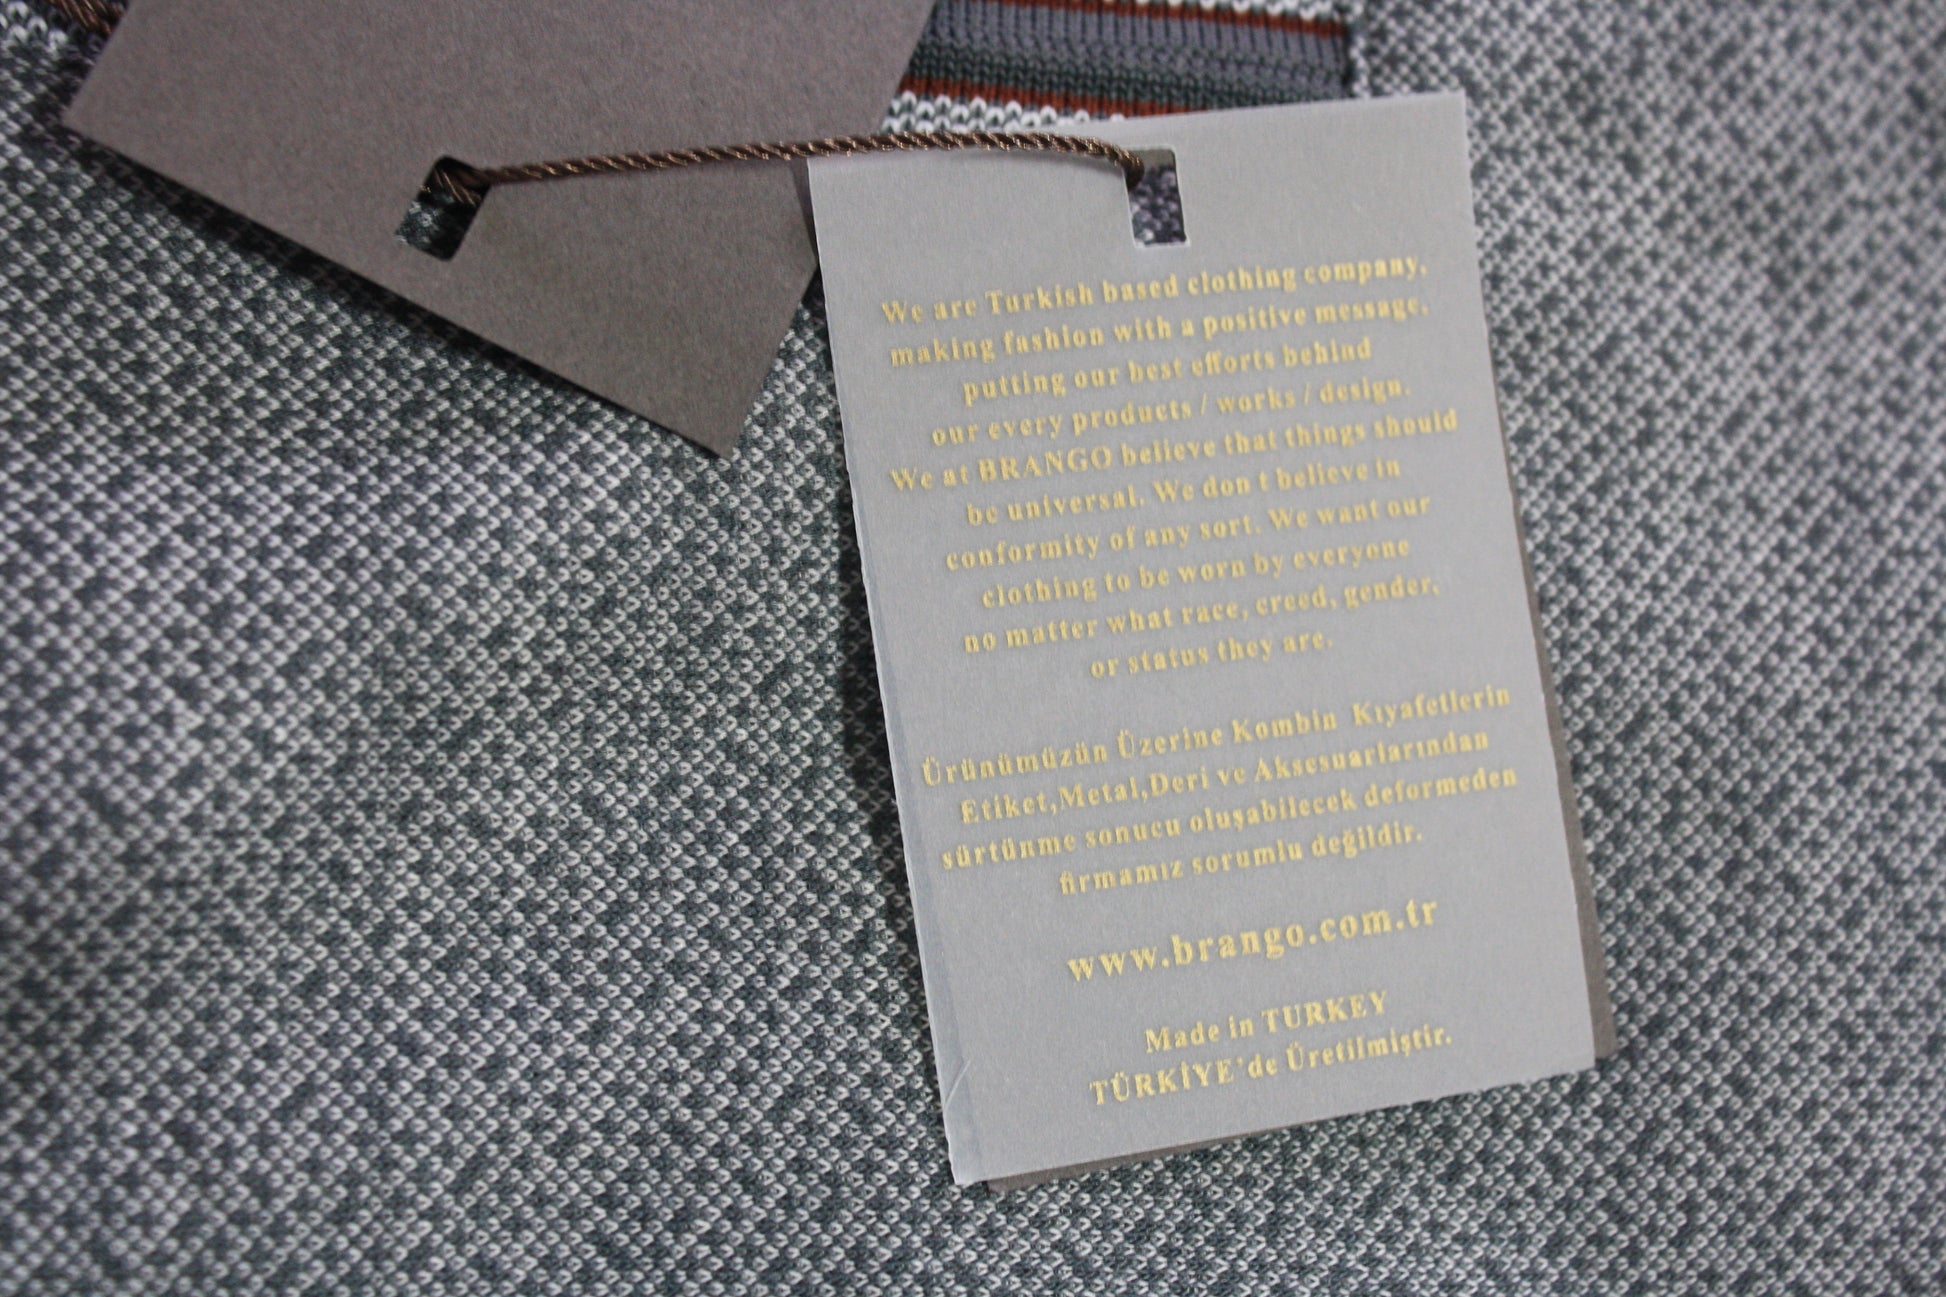 We are Turkish based clothing company,
making fashion with a positive message,
putting our best efforts behind
our every products / works / design.
We at BRANGO believe that things should
be universal. We don t believe in
conformity of any sort. We want our
clothing to be worn by everyone
no matter what race, creed, gender,
or status they are.
Ürünümüzün Üzerine Kombin Kıyafetlerin
Etiket,Metal,Deri ve Aksesuarlarından
sürtünme sonucu oluşabilecek deformeden
firmamız sorumlu değildir.
www.brango.com.tr
Made in TURKEY
TÜRKİYE'de Üretilmiştir.